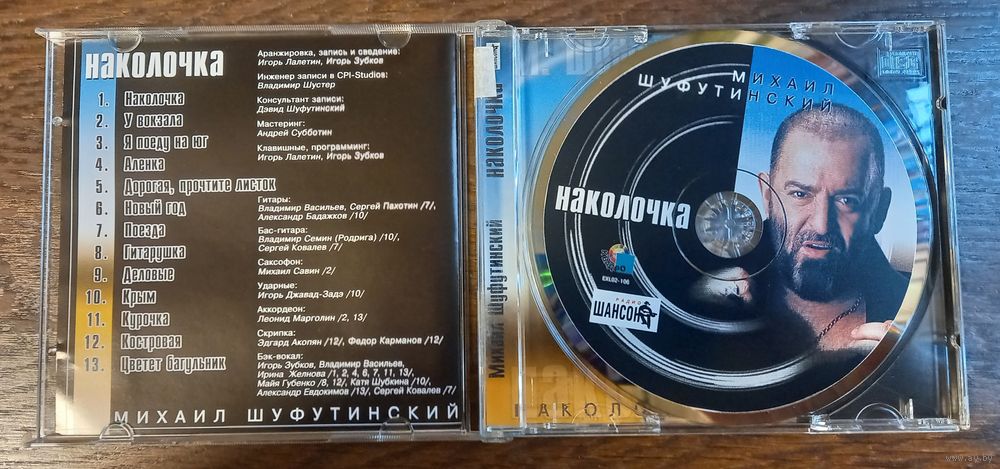 НАКОЛОЧКА
1. Наколочка
2. У вокзала
3. Я поеду на юг
4. Аленка
5. Дорогая, прочтите листок
6. Новый год
7. Поезда
8. Гитарушка
9. Деловые
10. Крым
11. Курочка
12. Костровая
13. Цветет багульник
Аранжировка, запись и сведение:
Игорь Лалетин, Игорь Зубков
Инженер записи в CPI-Studios:
Владимир Шустер
Консультант записи:
Дэвид Шуфутинский
Мастеринг:
Андрей Субботин
Клавишные, программинг:
Игорь Лалетин, Игорь Зубков
Гитары:
Владимир Васильев, Сергей Пахотин /7/,
Александр Бадажков /10/
Бас-гитара:
Владимир Семин (Родрига) /10/,
Сергей Ковалев /7/
Саксофон:
Михаил Савин /2/
Ударные:
Игорь Джавад-Задэ /10/
Аккордеон:
Леонид Марголин /2, 13/
Скрипка:
Эдгард Акопян /12/, Федор Карманов /12/
Бэк-вокал:
Игорь Зубков, Владимир Васильев,
Ирина Желнова /1, 2, 4, 6, 7, 11, 13/,
Майя Губенко /8, 12/, Катя Шубкина /10/,
Александр Евдокимов /13/, Сергей Ковалев /7/
МИХАИЛ ШУФУТИНСКИЙ
Михаил Шуфутинский НАКОЛОЧКА
МИХАИЛ
ШУФУТИНСКИЙ
НАКОЛОЧКА
EXL02-106
РАДИО
ШАНСОН
НАКОЛО
www.ay.by